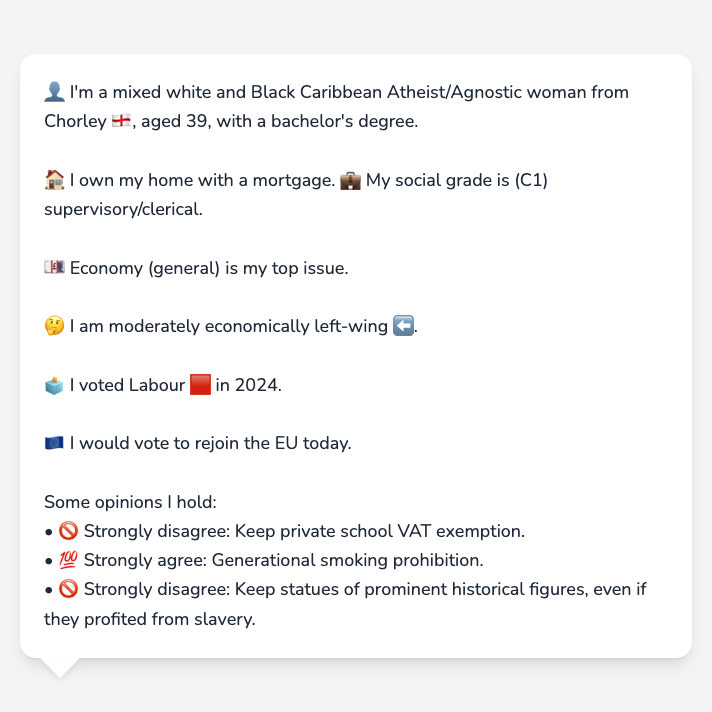 👤 I'm a mixed white and Black Caribbean Atheist/Agnostic woman from
Chorley 🏴󠁧󠁢󠁥󠁮󠁧󠁿, aged 39, with a bachelor's degree.
🏠 I own my home with a mortgage. 💼 My social grade is (C1)
supervisory/clerical.
💷 Economy (general) is my top issue.
🤔 I am moderately economically left-wing ⬅️.
🗳️ I voted Labour 🟥 in 2024.
🇪🇺 I would vote to rejoin the EU today.
Some opinions I hold:
• 🚫 Strongly disagree: Keep private school VAT exemption.
• 💯 Strongly agree: Generational smoking prohibition.
• 🚫 Strongly disagree: Keep statues of prominent historical figures, even if
they profited from slavery.